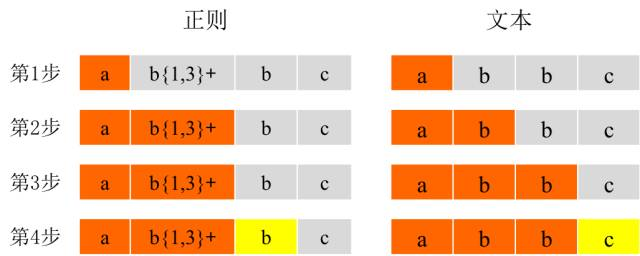 正则 文本
第1步 a b{1,3}+ b c a b b c
第2步 a b{1,3}+ b c a b b c
第3步 a b{1,3}+ b c a b b c
第4步 a b{1,3}+ b c a b b c